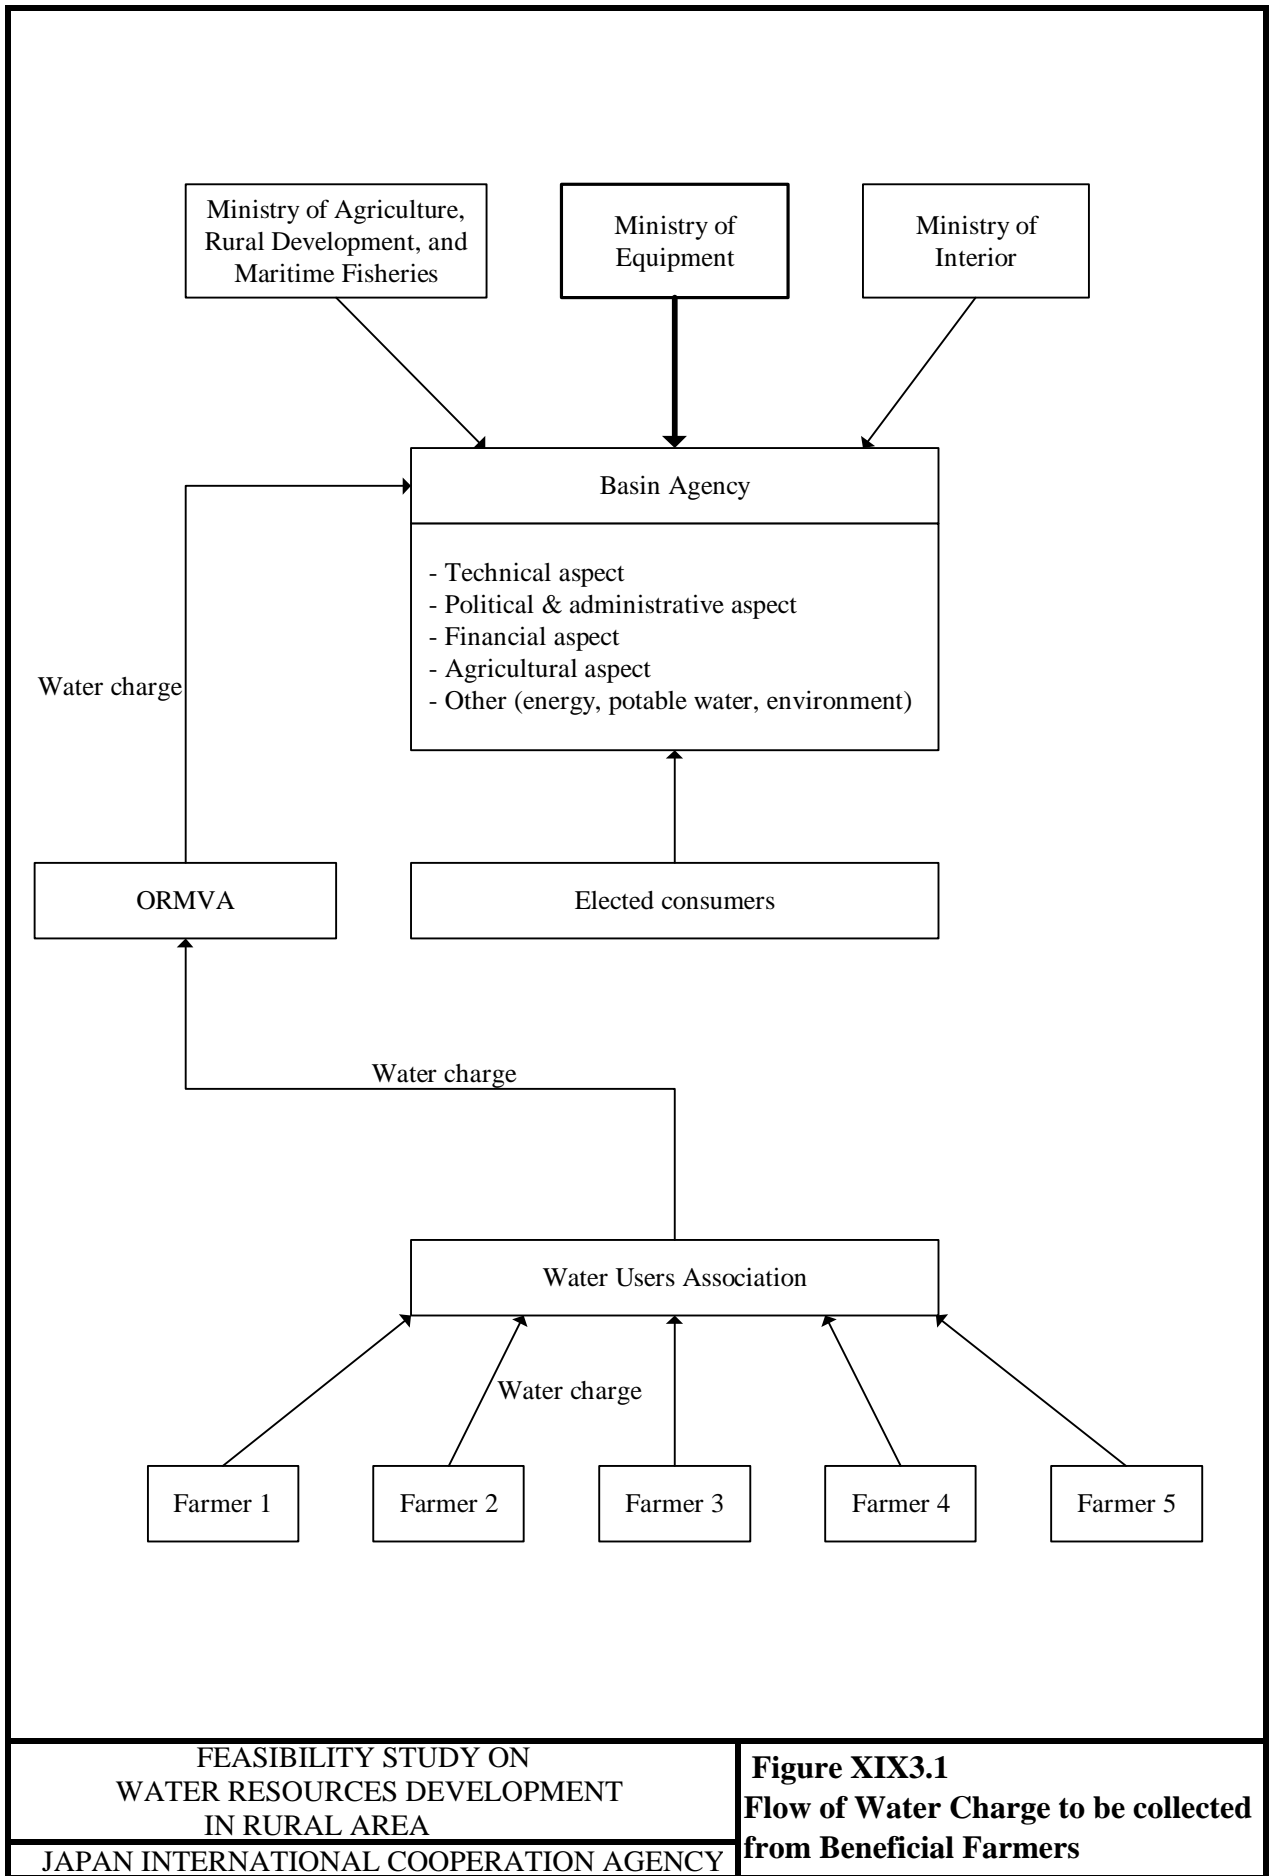 Ministry of Agriculture,
Rural Development, and
Maritime Fisheries
Ministry of
Equipment
Ministry of
Interior
Basin Agency
- Technical aspect
- Political & administrative aspect
- Financial aspect
- Agricultural aspect
- Other (energy, potable water, environment)
Water charge
ORMVA
Elected consumers
Water charge
Water Users Association
Water charge
Farmer 1
Farmer 2
Farmer 3
Farmer 4
Farmer 5
FEASIBILITY STUDY ON
WATER RESOURCES DEVELOPMENT
IN RURAL AREA
JAPAN INTERNATIONAL COOPERATION AGENCY
Figure XIX3.1
Flow of Water Charge to be collected
from Beneficial Farmers